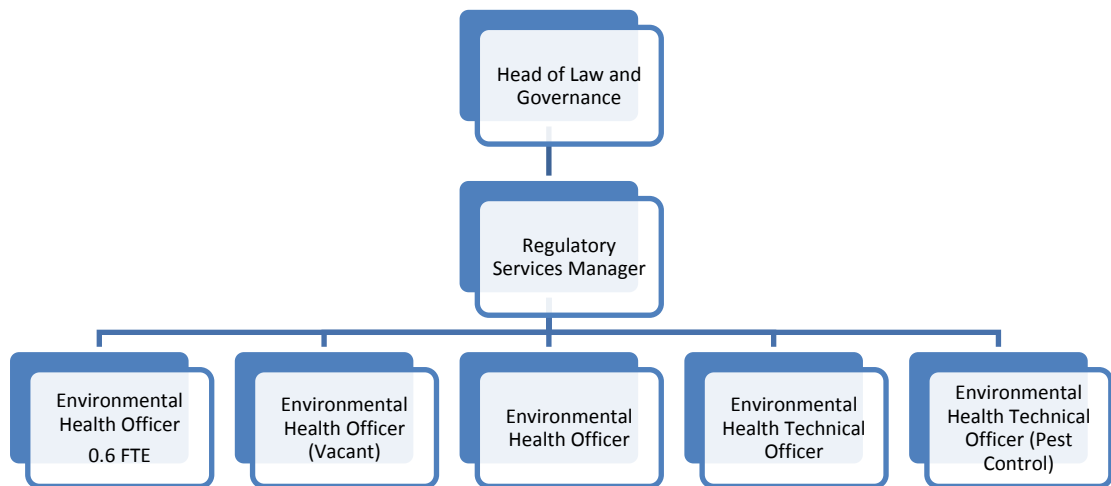 Head of Law and
Governance
Regulatory
Services Manager
Environmental
Health Officer
0.6 FTE
Environmental
Health Officer
(Vacant)
Environmental
Health Officer
Environmental
Health Technical
Officer
Environmental
Health Technical
Officer (Pest
Control)